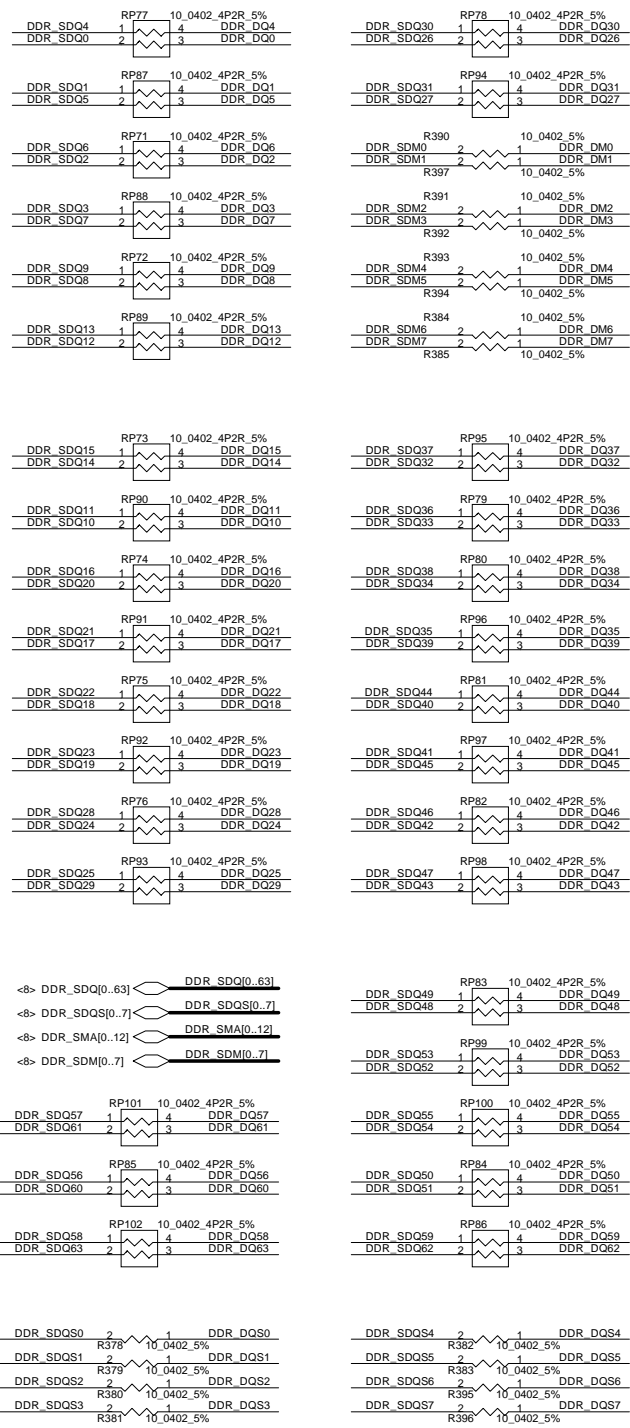 RP77 10_0402_4P2R_5%
DDR_SDQ4 1 4 DDR_DQ4
DDR_SDQ0 2 3 DDR_DQ0
RP87 10_0402_4P2R_5%
DDR_SDQ1 1 4 DDR_DQ1
DDR_SDQ5 2 3 DDR_DQ5
RP71 10_0402_4P2R_5%
DDR_SDQ6 1 4 DDR_DQ6
DDR_SDQ2 2 3 DDR_DQ2
RP88 10_0402_4P2R_5%
DDR_SDQ3 1 4 DDR_DQ3
DDR_SDQ7 2 3 DDR_DQ7
RP72 10_0402_4P2R_5%
DDR_SDQ9 1 4 DDR_DQ9
DDR_SDQ8 2 3 DDR_DQ8
RP89 10_0402_4P2R_5%
DDR_SDQ13 1 4 DDR_DQ13
DDR_SDQ12 2 3 DDR_DQ12
RP78 10_0402_4P2R_5%
DDR_SDQ30 1 4 DDR_DQ30
DDR_SDQ26 2 3 DDR_DQ26
RP94 10_0402_4P2R_5%
DDR_SDQ31 1 4 DDR_DQ31
DDR_SDQ27 2 3 DDR_DQ27
R390 10_0402_5%
DDR_SDM0 2 1 DDR_DM0
DDR_SDM1 2 1 DDR_DM1
R397 10_0402_5%
R391 10_0402_5%
DDR_SDM2 2 1 DDR_DM2
DDR_SDM3 2 1 DDR_DM3
R392 10_0402_5%
R393 10_0402_5%
DDR_SDM4 2 1 DDR_DM4
DDR_SDM5 2 1 DDR_DM5
R394 10_0402_5%
R384 10_0402_5%
DDR_SDM6 2 1 DDR_DM6
DDR_SDM7 2 1 DDR_DM7
R385 10_0402_5%
RP73 10_0402_4P2R_5%
DDR_SDQ15 1 4 DDR_DQ15
DDR_SDQ14 2 3 DDR_DQ14
RP90 10_0402_4P2R_5%
DDR_SDQ11 1 4 DDR_DQ11
DDR_SDQ10 2 3 DDR_DQ10
RP74 10_0402_4P2R_5%
DDR_SDQ16 1 4 DDR_DQ16
DDR_SDQ20 2 3 DDR_DQ20
RP91 10_0402_4P2R_5%
DDR_SDQ21 1 4 DDR_DQ21
DDR_SDQ17 2 3 DDR_DQ17
RP75 10_0402_4P2R_5%
DDR_SDQ22 1 4 DDR_DQ22
DDR_SDQ18 2 3 DDR_DQ18
RP92 10_0402_4P2R_5%
DDR_SDQ23 1 4 DDR_DQ23
DDR_SDQ19 2 3 DDR_DQ19
RP76 10_0402_4P2R_5%
DDR_SDQ28 1 4 DDR_DQ28
DDR_SDQ24 2 3 DDR_DQ24
RP93 10_0402_4P2R_5%
DDR_SDQ25 1 4 DDR_DQ25
DDR_SDQ29 2 3 DDR_DQ29
RP95 10_0402_4P2R_5%
DDR_SDQ37 1 4 DDR_DQ37
DDR_SDQ32 2 3 DDR_DQ32
RP79 10_0402_4P2R_5%
DDR_SDQ36 1 4 DDR_DQ36
DDR_SDQ33 2 3 DDR_DQ33
RP80 10_0402_4P2R_5%
DDR_SDQ38 1 4 DDR_DQ38
DDR_SDQ34 2 3 DDR_DQ34
RP96 10_0402_4P2R_5%
DDR_SDQ35 1 4 DDR_DQ35
DDR_SDQ39 2 3 DDR_DQ39
RP81 10_0402_4P2R_5%
DDR_SDQ44 1 4 DDR_DQ44
DDR_SDQ40 2 3 DDR_DQ40
RP97 10_0402_4P2R_5%
DDR_SDQ41 1 4 DDR_DQ41
DDR_SDQ45 2 3 DDR_DQ45
RP82 10_0402_4P2R_5%
DDR_SDQ46 1 4 DDR_DQ46
DDR_SDQ42 2 3 DDR_DQ42
RP98 10_0402_4P2R_5%
DDR_SDQ47 1 4 DDR_DQ47
DDR_SDQ43 2 3 DDR_DQ43
<8> DDR_SDQ[0..63] DDR_SDQ[0..63]
<8> DDR_SDQS[0..7] DDR_SDQS[0..7]
<8> DDR_SMA[0..12] DDR_SMA[0..12]
<8> DDR_SDM[0..7] DDR_SDM[0..7]
RP101 10_0402_4P2R_5%
DDR_SDQ57 1 4 DDR_DQ57
DDR_SDQ61 2 3 DDR_DQ61
RP85 10_0402_4P2R_5%
DDR_SDQ56 1 4 DDR_DQ56
DDR_SDQ60 2 3 DDR_DQ60
RP102 10_0402_4P2R_5%
DDR_SDQ58 1 4 DDR_DQ58
DDR_SDQ63 2 3 DDR_DQ63
RP83 10_0402_4P2R_5%
DDR_SDQ49 1 4 DDR_DQ49
DDR_SDQ48 2 3 DDR_DQ48
RP99 10_0402_4P2R_5%
DDR_SDQ53 1 4 DDR_DQ53
DDR_SDQ52 2 3 DDR_DQ52
RP100 10_0402_4P2R_5%
DDR_SDQ55 1 4 DDR_DQ55
DDR_SDQ54 2 3 DDR_DQ54
RP84 10_0402_4P2R_5%
DDR_SDQ50 1 4 DDR_DQ50
DDR_SDQ51 2 3 DDR_DQ51
RP86 10_0402_4P2R_5%
DDR_SDQ59 1 4 DDR_DQ59
DDR_SDQ62 2 3 DDR_DQ62
DDR_SDQS0 2 1 DDR_DQS0
R378 10_0402_5%
DDR_SDQS1 2 1 DDR_DQS1
R379 10_0402_5%
DDR_SDQS2 2 1 DDR_DQS2
R380 10_0402_5%
DDR_SDQS3 2 1 DDR_DQS3
R381 10_0402_5%
DDR_SDQS4 2 1 DDR_DQS4
R382 10_0402_5%
DDR_SDQS5 2 1 DDR_DQS5
R383 10_0402_5%
DDR_SDQS6 2 1 DDR_DQS6
R395 10_0402_5%
DDR_SDQS7 2 1 DDR_DQS7
R396 10_0402_5%